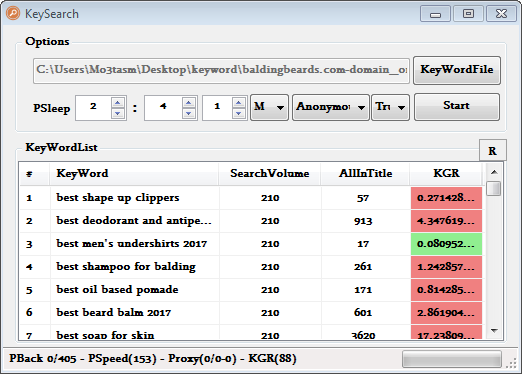 KeySearch
Options
C:\Users\Mo3tasm\Desktop\keyword\baldingbeards.com-domain_
KeyWordFile
PSleep 2 : 4 1 M Anonymou Tru Start
KeyWordList R
# KeyWord SearchVolume AllInTitle KGR
1 best shape up clippers 210 57 0.271428...
2 best deodorant and antipe... 210 913 4.347619...
3 best men's undershirts 2017 210 17 0.080952...
4 best shampoo for balding 210 261 1.242857...
5 best oil based pomade 210 171 0.814285...
6 best beard balm 2017 210 601 2.861904...
7 best soap for skin 210 3620 17.23809...
PBack 0/405 - PSpeed(153) - Proxy(0/0-0) - KGR(88)